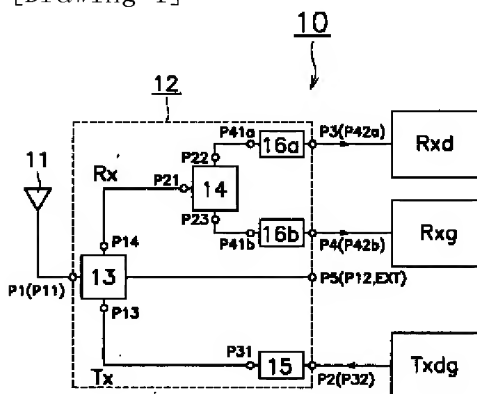 [Drawing 1]
10
12
P41a
P3(P42a)
16a
Rxd
11
P22
Rx
P21
14
P23
P4(P42b)
16b
Rxg
P41b
P14
13
P5(P12,EXT)
P1(P11)
P13
P31
15
Txdg
Tx
P2(P32)